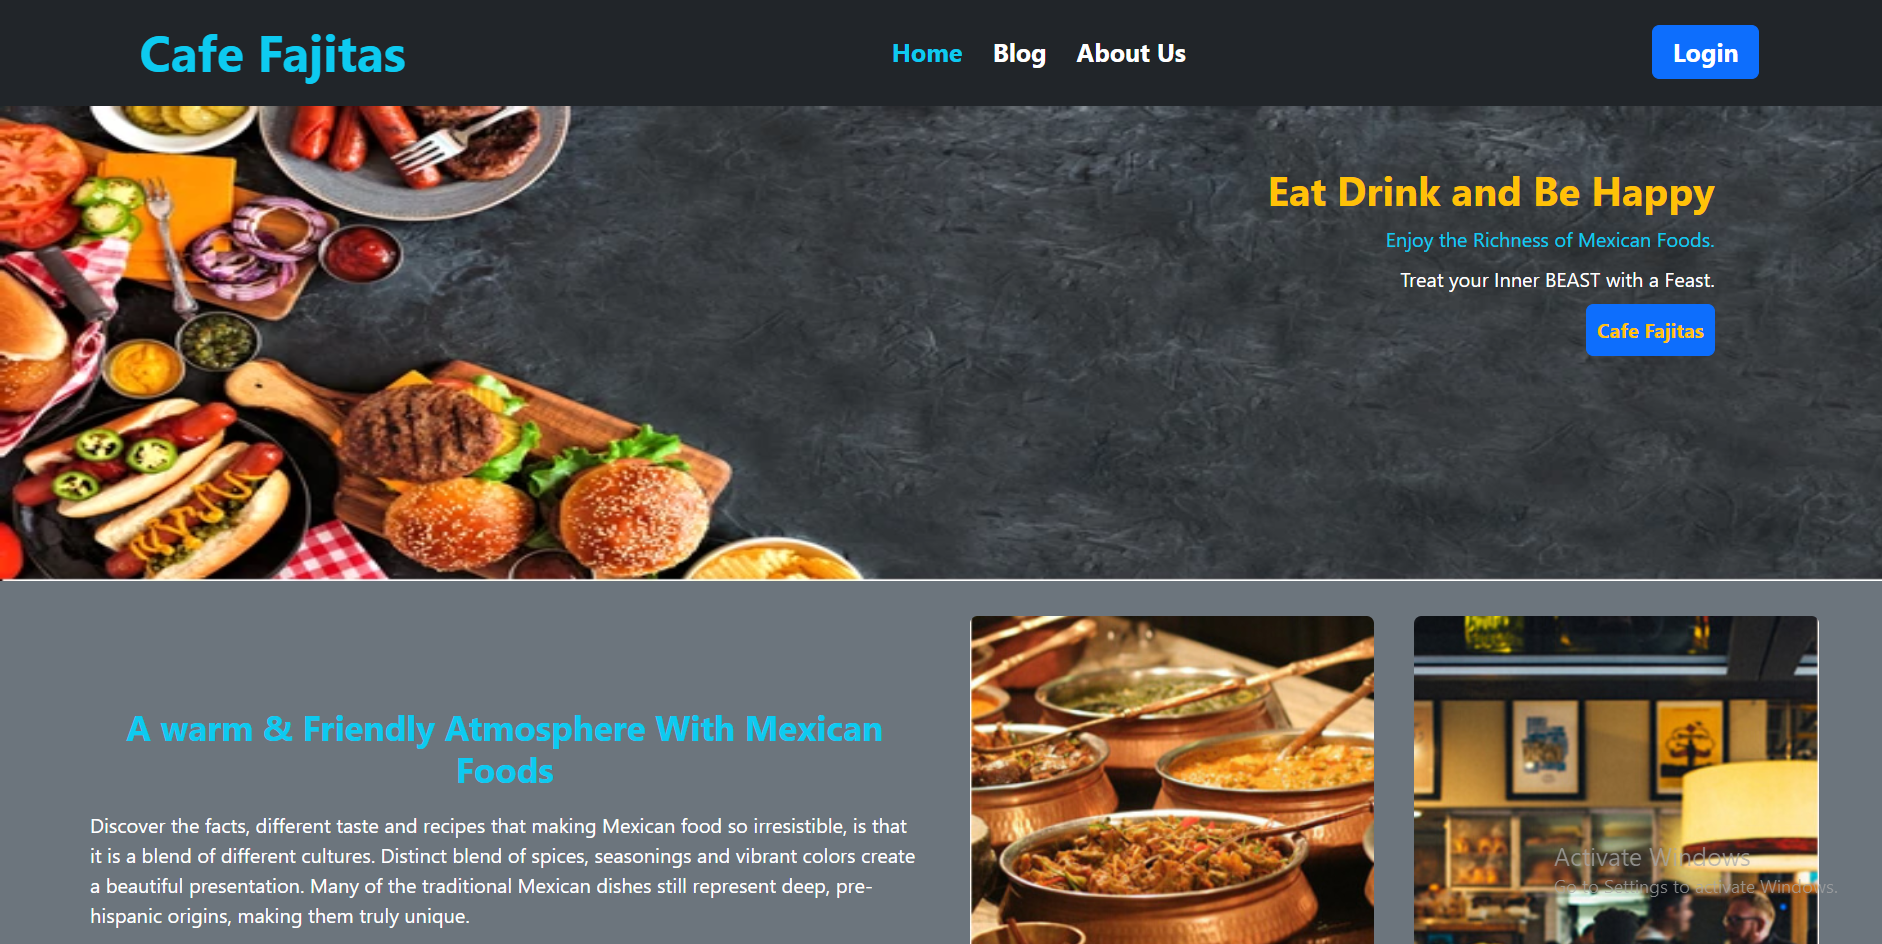 Cafe Fajitas
Home Blog About Us
Login
Eat Drink and Be Happy
Enjoy the Richness of Mexican Foods.
Treat your Inner BEAST with a Feast.
Cafe Fajitas
A warm & Friendly Atmosphere With Mexican
Foods
Discover the facts, different taste and recipes that making Mexican food so irresistible, is that
it is a blend of different cultures. Distinct blend of spices, seasonings and vibrant colors create
a beautiful presentation. Many of the traditional Mexican dishes still represent deep, pre-
hispanic origins, making them truly unique.
Activate Windows
Go to Settings to activate Windows.